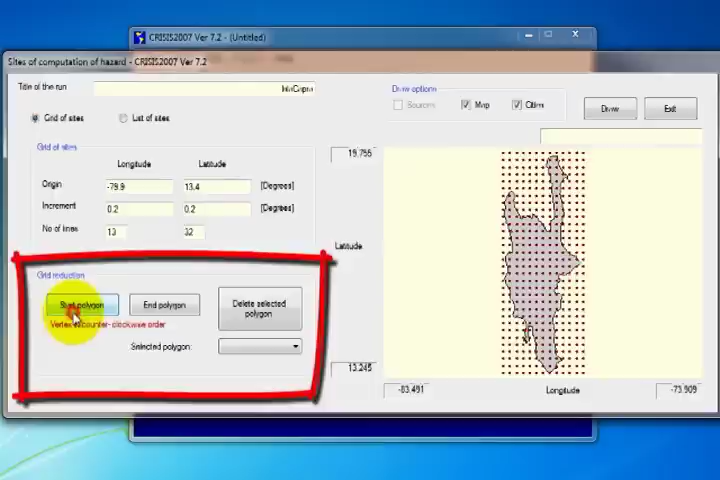 CRISIS2007 Ver 7.2 - (Untitled)
Sites of computation of hazard - CRISIS2007 Ver 7.2
Title of the run
Draw options
Sources
Map
Cities
Draw
Exit
Grid of sites
List of sites
Grid of sites
Longitude
Latitude
Origin
-79.9
13.4
[Degrees]
Increment
0.2
0.2
[Degrees]
No of lines
13
32
19.755
Latitude
13.245
-83.491
Longitude
-73.909
Grid reduction
Start polygon
End polygon
Delete selected
polygon
counter-clockwise order
Selected polygon: